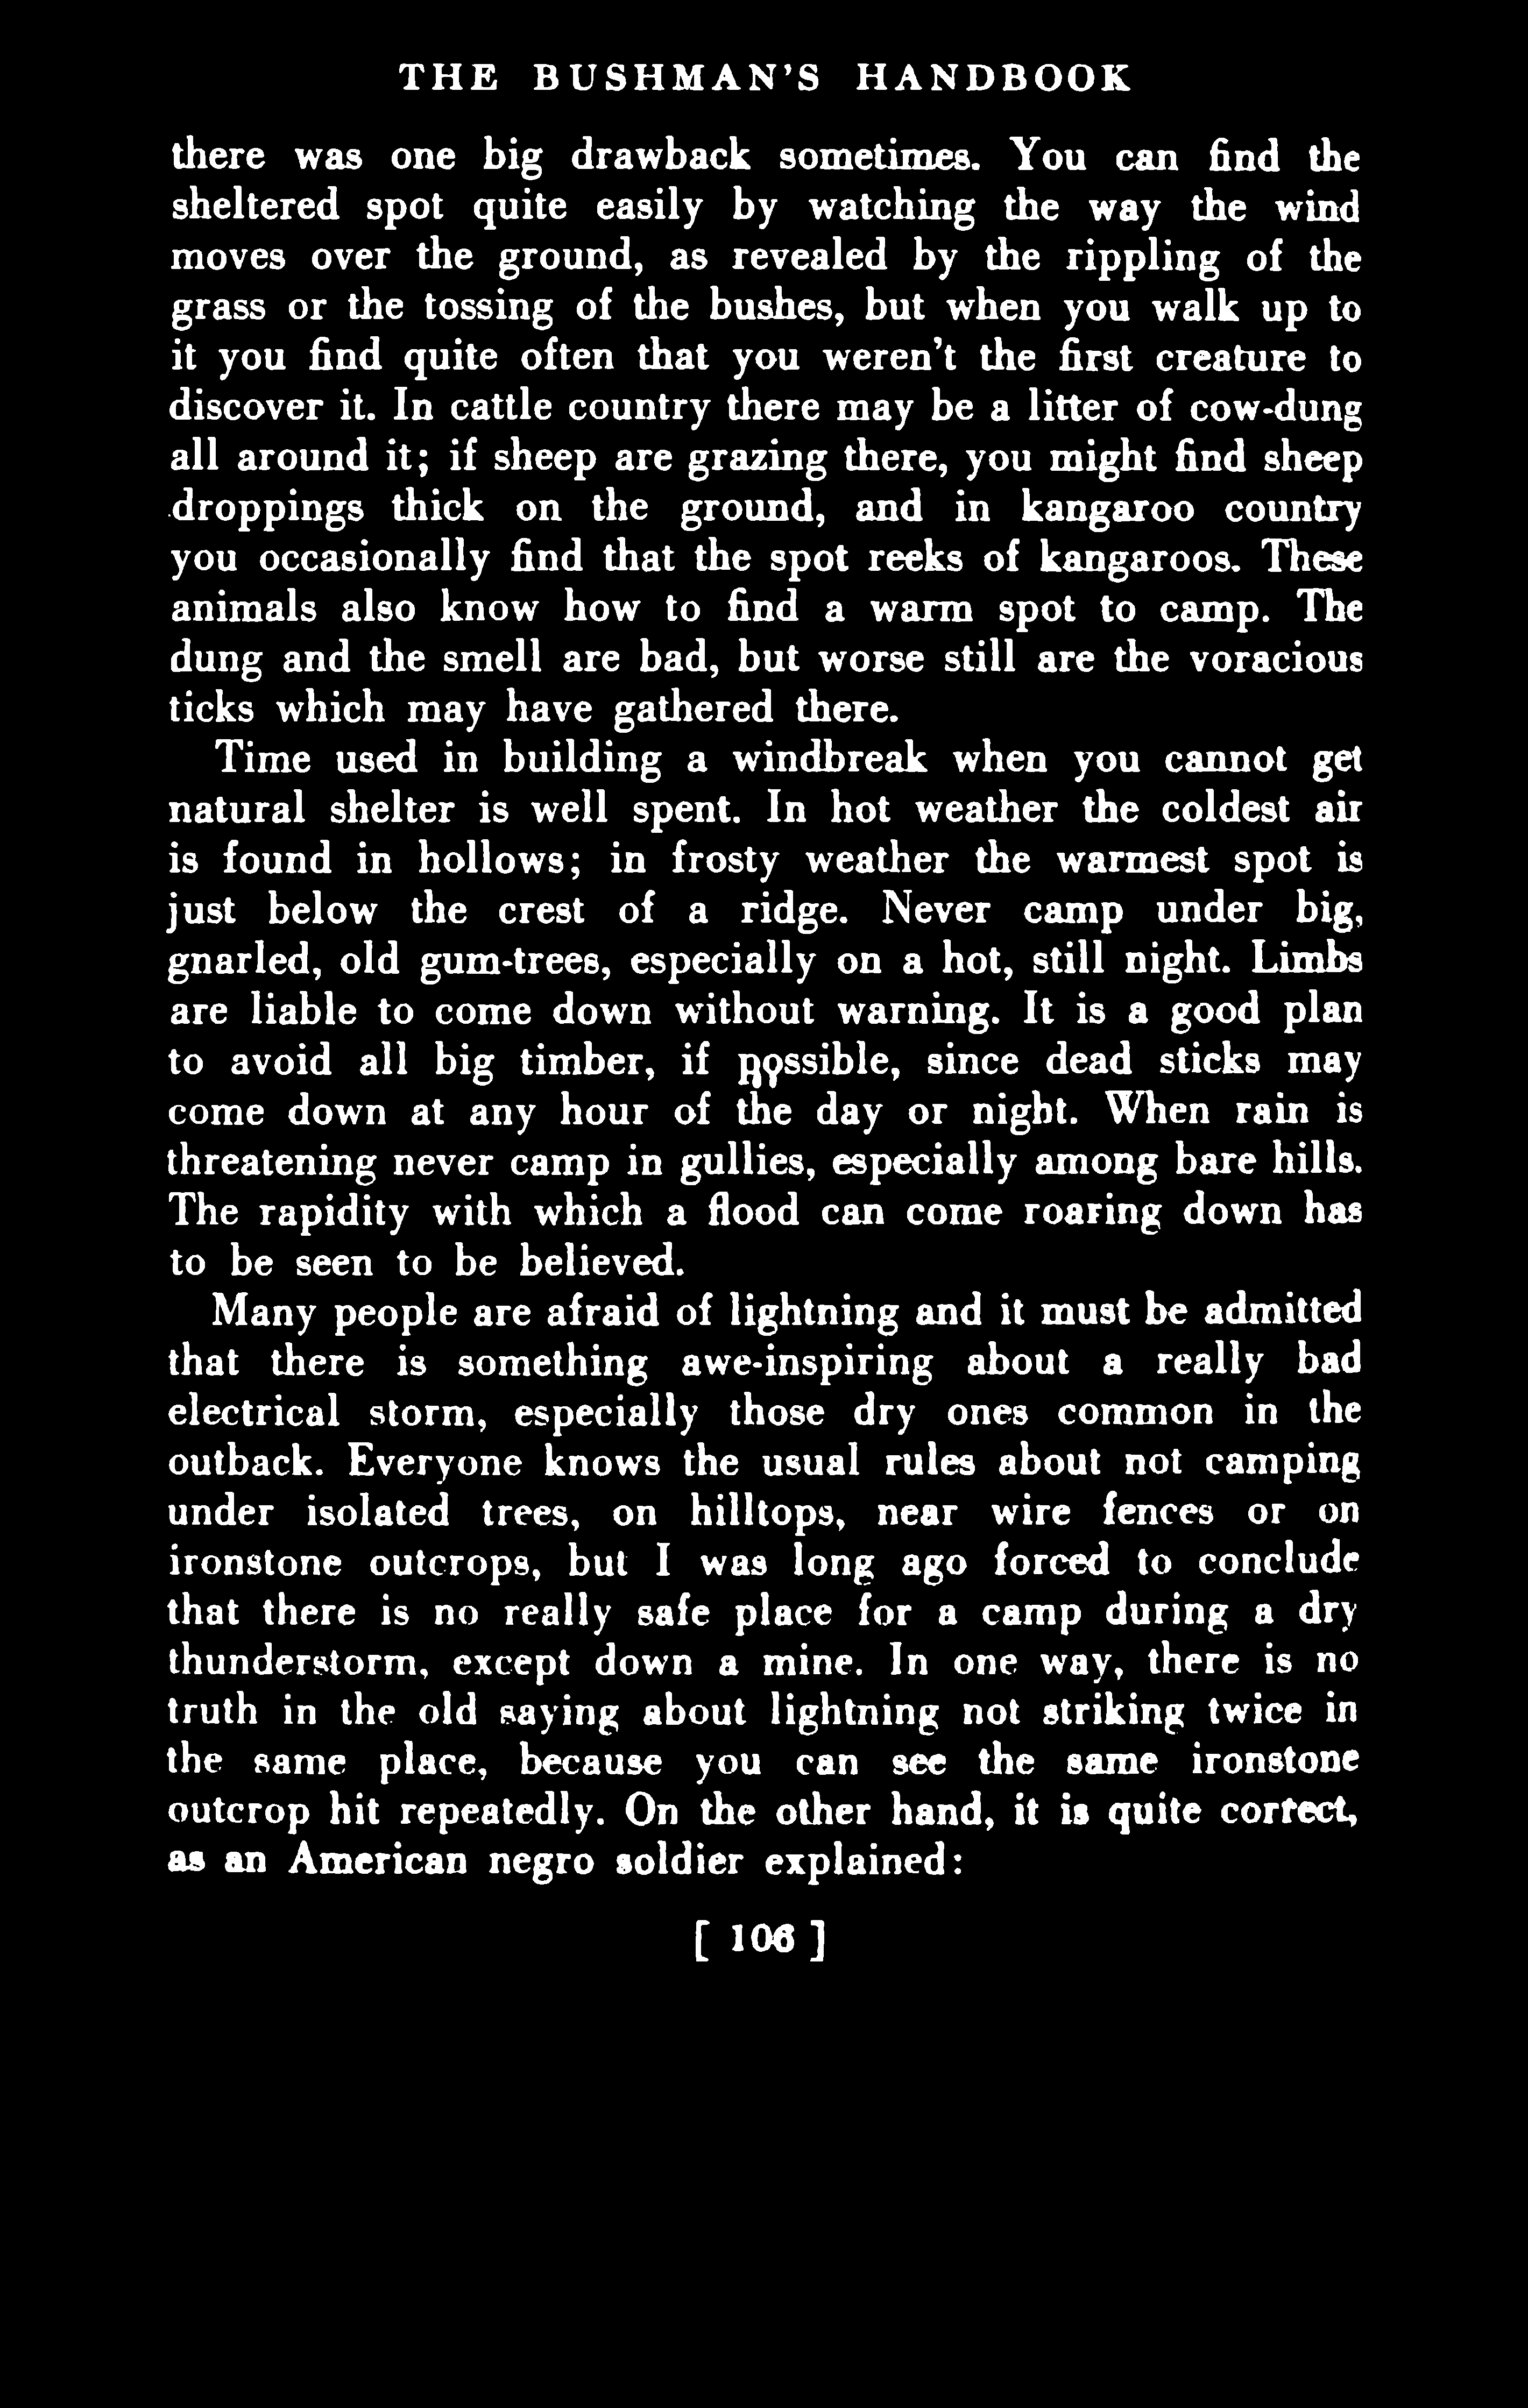 THE BUSHMAN'S HANDBOOK
there was one big drawback sometimes. You can find the
sheltered spot quite easily by watching the way the wind
moves over the ground, as revealed by the rippling of the
grass or the tossing of the bushes, but when you walk up to
it you find quite often that you weren't the first creature to
discover it. In cattle country there may be a litter of cow-dung
all around it; if sheep are grazing there, you might find sheep
droppings thick on the ground, and in kangaroo country
you occasionally find that the spot reeks of kangaroos. These
animals also know how to find a warm spot to camp. The
dung and the smell are bad, but worse still are the voracious
ticks which may have gathered there.
Time used in building a windbreak when you cannot get
natural shelter is well spent. In hot weather the coldest air
is found in hollows; in frosty weather the warmest spot is
just below the crest of a ridge. Never camp under big,
gnarled, old gum-trees, especially on a hot, still night. Limbs
are liable to come down without warning. It is a good plan
to avoid all big timber, if possible, since dead sticks may
come down at any hour of the day or night. When rain is
threatening never camp in gullies, especially among bare hills.
The rapidity with which a flood can come roaring down has
to be seen to be believed.
Many people are afraid of lightning and it must be admitted
that there is something awe-inspiring about a really bad
electrical storm, especially those dry ones common in the
outback. Everyone knows the usual rules about not camping
under isolated trees, on hilltops, near wire fences or on
ironstone outcrops, but I was long ago forced to conclude
that there is no really safe place for a camp during a dry
thunderstorm, except down a mine. In one way, there is no
truth in the old saying about lightning not striking twice in
the same place, because you can see the same ironstone
outcrop hit repeatedly. On the other hand, it is quite correct,
as an American negro soldier explained:
[ 106 ]